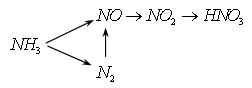 NO → NO₂ → HNO₃
NH₃
N₂